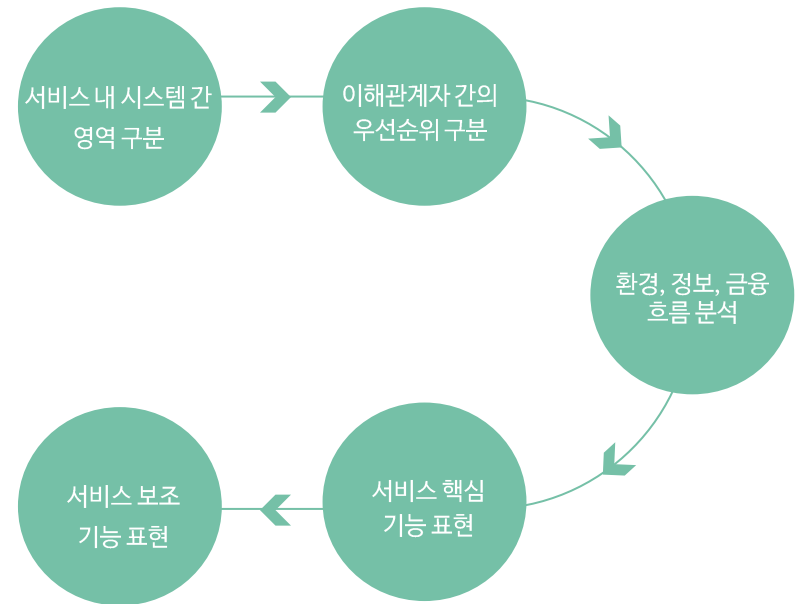 서비스 내 시스템 간
영역 구분
이해관계자 간의
우선순위 구분
환경, 정보, 금융
흐름 분석
서비스 핵심
기능 표현
서비스 보조
기능 표현